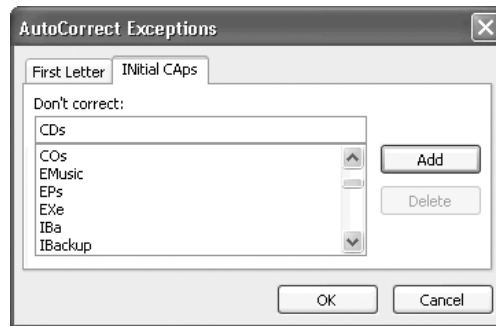 AutoCorrect Exceptions
First Letter
INitial CAps
Don't correct:
CDs
COs
EMusic
EPs
EXe
IBa
IBackup
Add
Delete
OK
Cancel